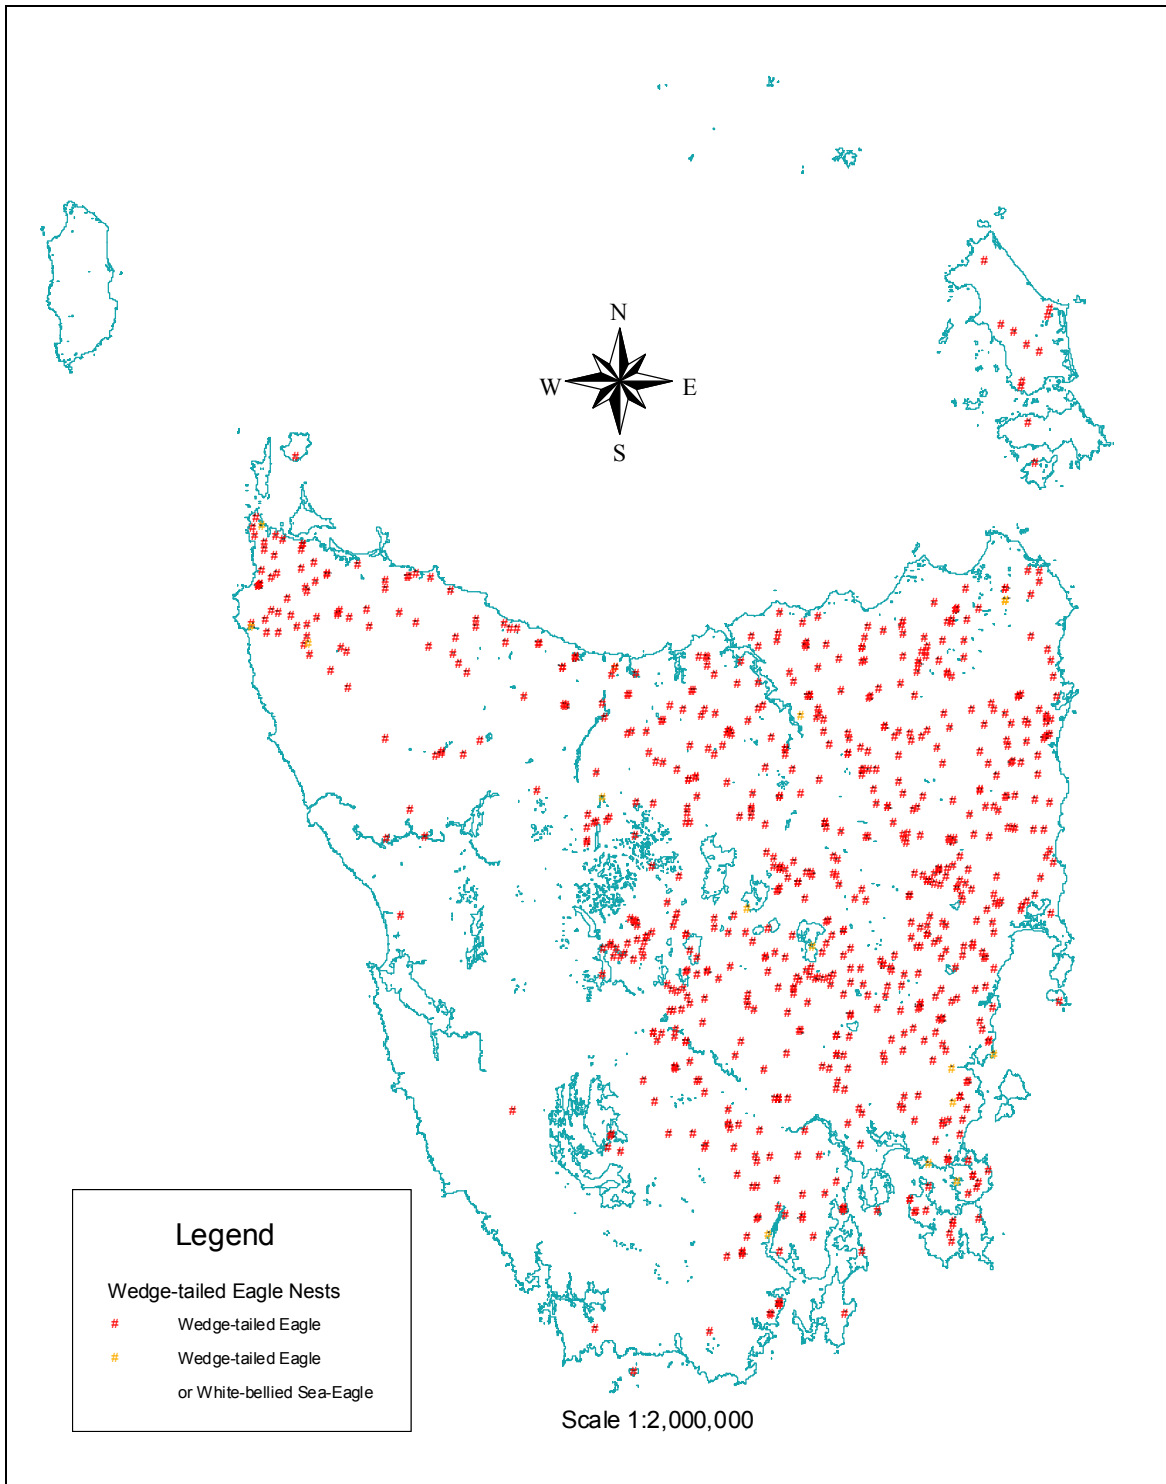 N
W E
S
Legend
Wedge-tailed Eagle Nests
# Wedge-tailed Eagle
# Wedge-tailed Eagle
or White-bellied Sea-Eagle
Scale 1:2,000,000